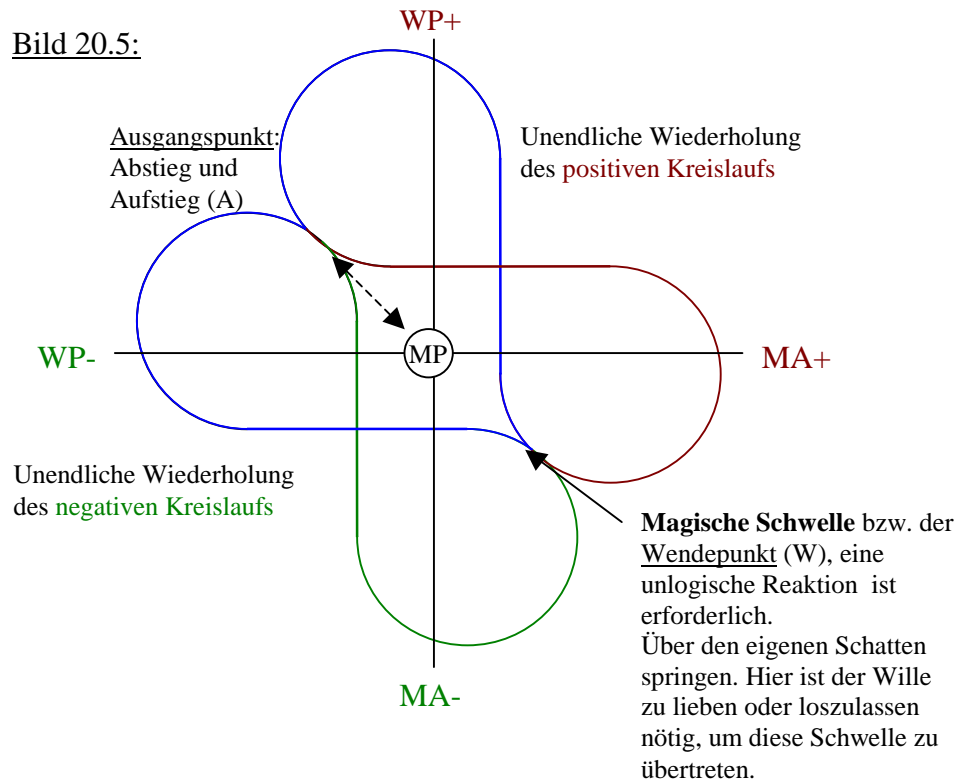 WP+
Bild 20.5:
Ausgangspunkt:
Abstieg und
Aufstieg (A)
Unendliche Wiederholung
des positiven Kreislaufs
WP-
MP
MA+
Unendliche Wiederholung
des negativen Kreislaufs
Magische Schwelle bzw. der
Wendepunkt (W), eine
unlogische Reaktion ist
erforderlich.
Über den eigenen Schatten
springen. Hier ist der Wille
zu lieben oder loszulassen
nötig, um diese Schwelle zu
übertreten.
MA-